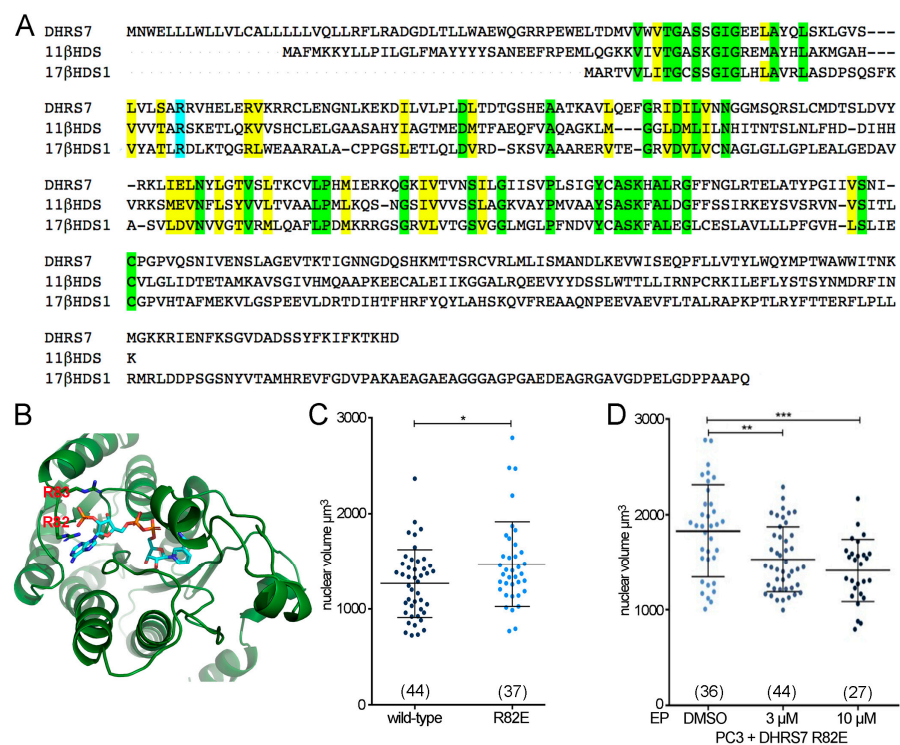 A
DHRS7 MNWELLLWLLVLCALLLLLLVQLLRFLRADGDLTLLWAEWQGRRPEWELTDMVVWVTGASSGIGEELAYQLSKLGVS---
11βHDS MAFMKKYLLPILGLFMAYYYYSANEEFRPEMLQGKKVIVTGASKGIGREMAYHLAKMGAH---
17βHDS1 MARTVVLITGCSSGIGLHLAVRLASDPSQSFK
DHRS7 LVLSARRVHELERVKRRCLENGNLKEKDILVLPLDLTDTGSHEAATKAVLQEFGRIDILVNNGGMSQRSLCMDTSLDVY
11βHDS VVVTARSKETLQKVVSHCLELGAASAHYIAGTMEDMTFAEQFVAQAGKLM---GGLDMLILNHITNTSLNLFHD-DIHH
17βHDS1 VYATLRDLKTQGRLWEAARALA-CPPGSLETLQLDVRD-SKSVAAARERVTE-GRVDVLVCNAGLGLLGPLEALGEDAV
DHRS7 -RKLIELNYLGTVSLTKCVLPHMIERKQGKIVTVNSILGIISVPLSIGYCASKHALRGFFNGLRTELATYPGIIVSNI-
11βHDS VRKSMEVNFLSYVVLTVAALPMLKQS-NGSIVVVSSLAGKVAYPMVAAYSASKFALDGFFSSIRKEYSVSRVN-VSITL
17βHDS1 A-SVLDVNVVGTVRMLQAFLPDMKRRGSGRVLVTGSVGGLMGLPFNDVYCASKFALEGLCESLAVLLLPFGVH-LSLIE
DHRS7 CPGPVQSNIVENSLAGEVTKTIGNNGDQSHKMTTSRCVRLMLISMANDLKEVWISEQPFLLVTYLWQYMPTWAWWITNK
11βHDS CVLGLIDTETAMKAVSGIVHMQAAPKEECALEIIKGGALRQEEVYYDSSLWTTLLIRNPCRKILEFLYSTSYNMDRFIN
17βHDS1 CGPVHTAFMEKVLGSPEEVLDRTDIHTFHRFYQYLAHSKQVFREAAQNPEEVAEVFLTALRAPKPTLRYFTTERFLPLL
DHRS7 MGKKRIENFKSGVDADSSYFKIFKTKHD
11βHDS K
17βHDS1 RMRLDDPSGSNYVTAMHREVFGDVPAKAEAGAEAGGGAGPGAEDEAGRGAVGDPELGDPPAAPQ
B
R83
R82
C
nuclear volume µm³
3000
2000
1000
0
*
(44) (37)
wild-type R82E
D
nuclear volume µm³
3000
2000
1000
0
***
**
(36) (44) (27)
EP DMSO 3 µM 10 µM
PC3 + DHRS7 R82E